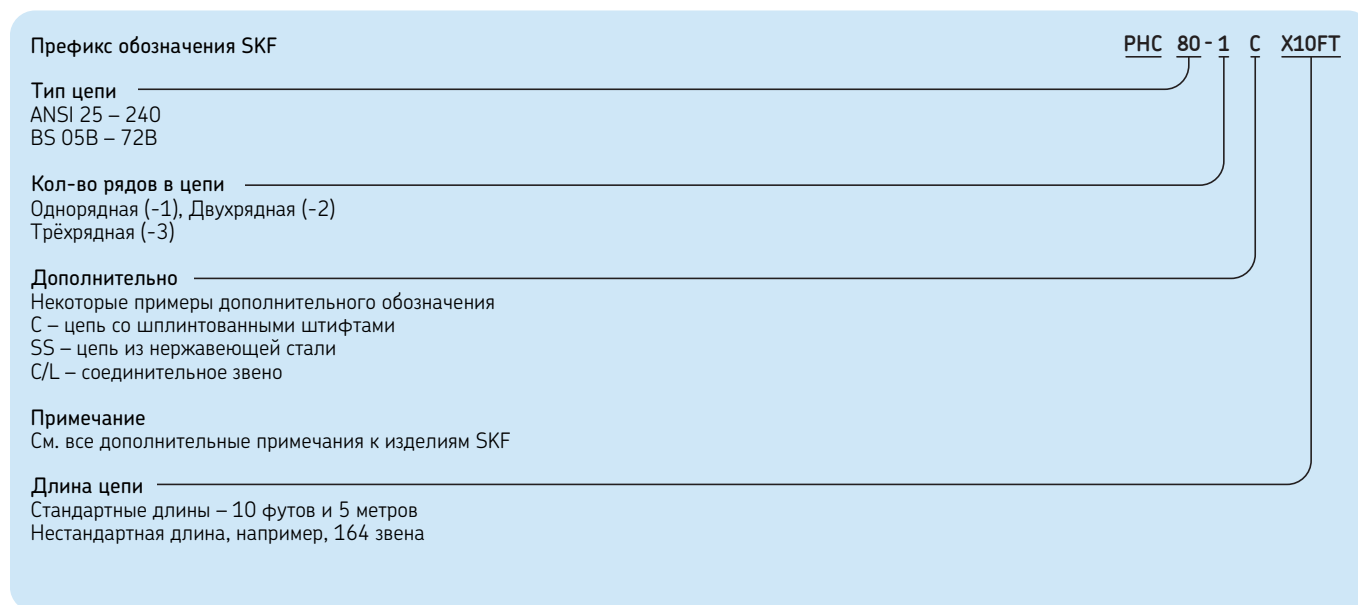 Префикс обозначения SKF PHC 80 - 1 C X10FT
Тип цепи
ANSI 25 – 240
BS 05B – 72B
Кол-во рядов в цепи
Однорядная (-1), Двухрядная (-2)
Трёхрядная (-3)
Дополнительно
Некоторые примеры дополнительного обозначения
С – цепь со шплинтованными штифтами
SS – цепь из нержавеющей стали
C/L – соединительное звено
Примечание
См. все дополнительные примечания к изделиям SKF
Длина цепи
Стандартные длины – 10 футов и 5 метров
Нестандартная длина, например, 164 звена